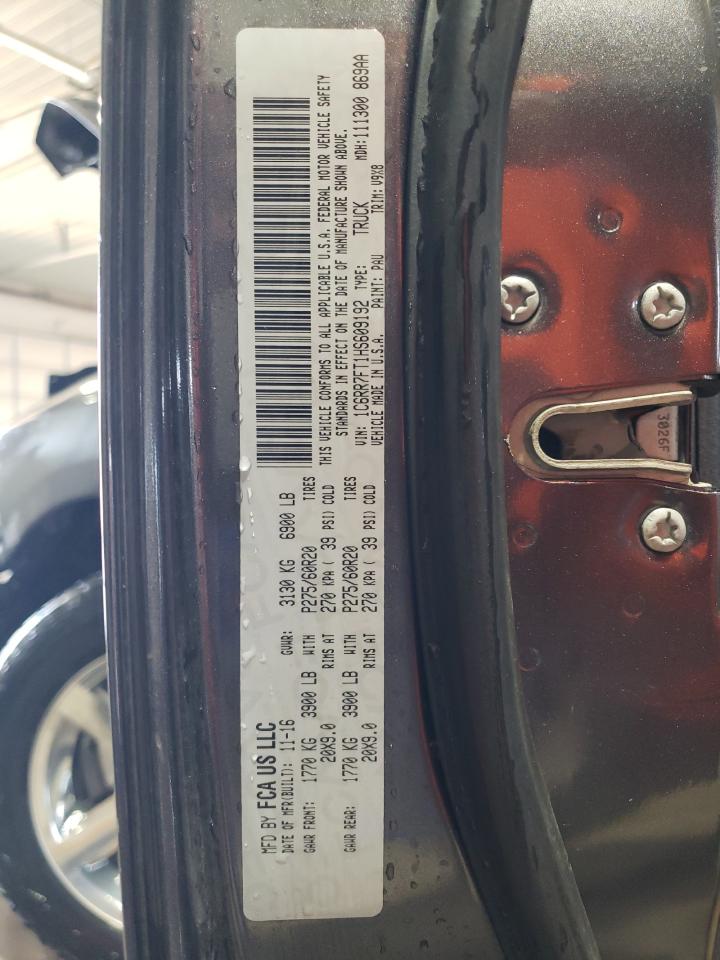 MFD BY FCA US LLC
DATE OF MFR(BUILT): 11-16 GVWR: 3130 KG 6900 LB
GAWR FRONT: 1770 KG 3900 LB WITH P275/60R20 TIRES
20X9.0 RIMS AT 270 KPA ( 39 PSI) COLD
GAWR REAR: 1770 KG 3900 LB WITH P275/60R20 TIRES
20X9.0 RIMS AT 270 KPA ( 39 PSI) COLD
THIS VEHICLE CONFORMS TO ALL APPLICABLE U.S.A. FEDERAL MOTOR VEHICLE SAFETY
STANDARDS IN EFFECT ON THE DATE OF MANUFACTURE SHOWN ABOVE.
VIN: 1C6RR7FT1HS609192 TYPE: TRUCK MDH:111300 869AA
VEHICLE MADE IN U.S.A. PAINT: PAU TRIM: V9X8
3026F